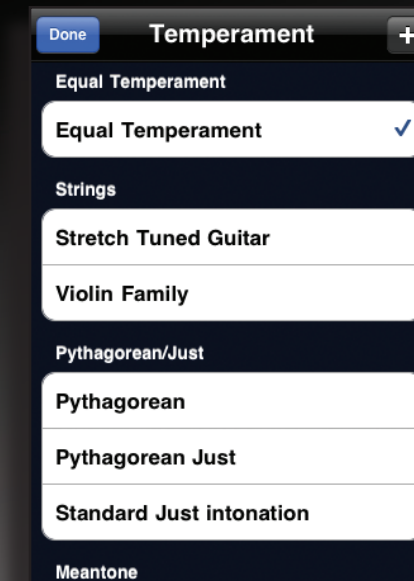 Done Temperament +
Equal Temperament
Equal Temperament ✓
Strings
Stretch Tuned Guitar
Violin Family
Pythagorean/Just
Pythagorean
Pythagorean Just
Standard Just intonation
Meantone